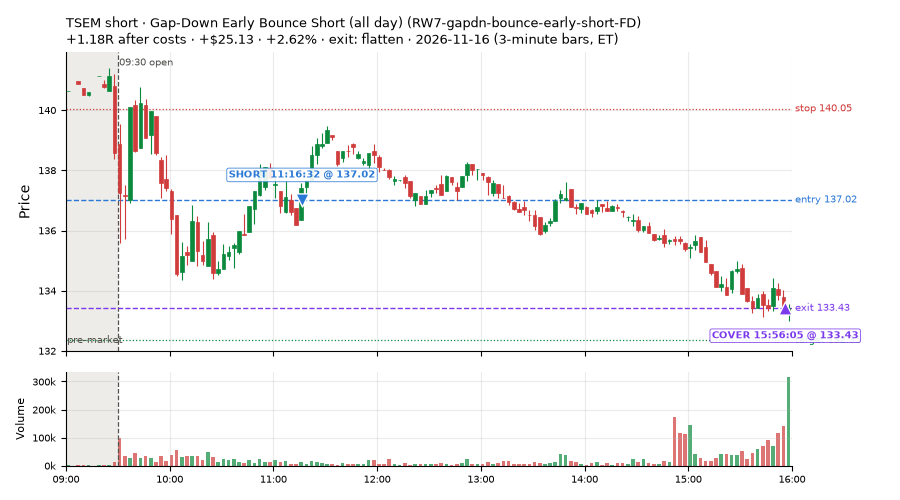 TSEM short · Gap-Down Early Bounce Short (all day) (RW7-gapdn-bounce-early-short-FD)
+1.18R after costs · +$25.13 · +2.62% · exit: flatten · 2026-11-16 (3-minute bars, ET)
09:30 open
stop 140.05
SHORT 11:16:32 @ 137.02
entry 137.02
exit 133.43
COVER 15:56:05 @ 133.43
pre-market
Price
140
138
136
134
132
Volume
300k
200k
100k
0k
09:00
10:00
11:00
12:00
13:00
14:00
15:00
16:00